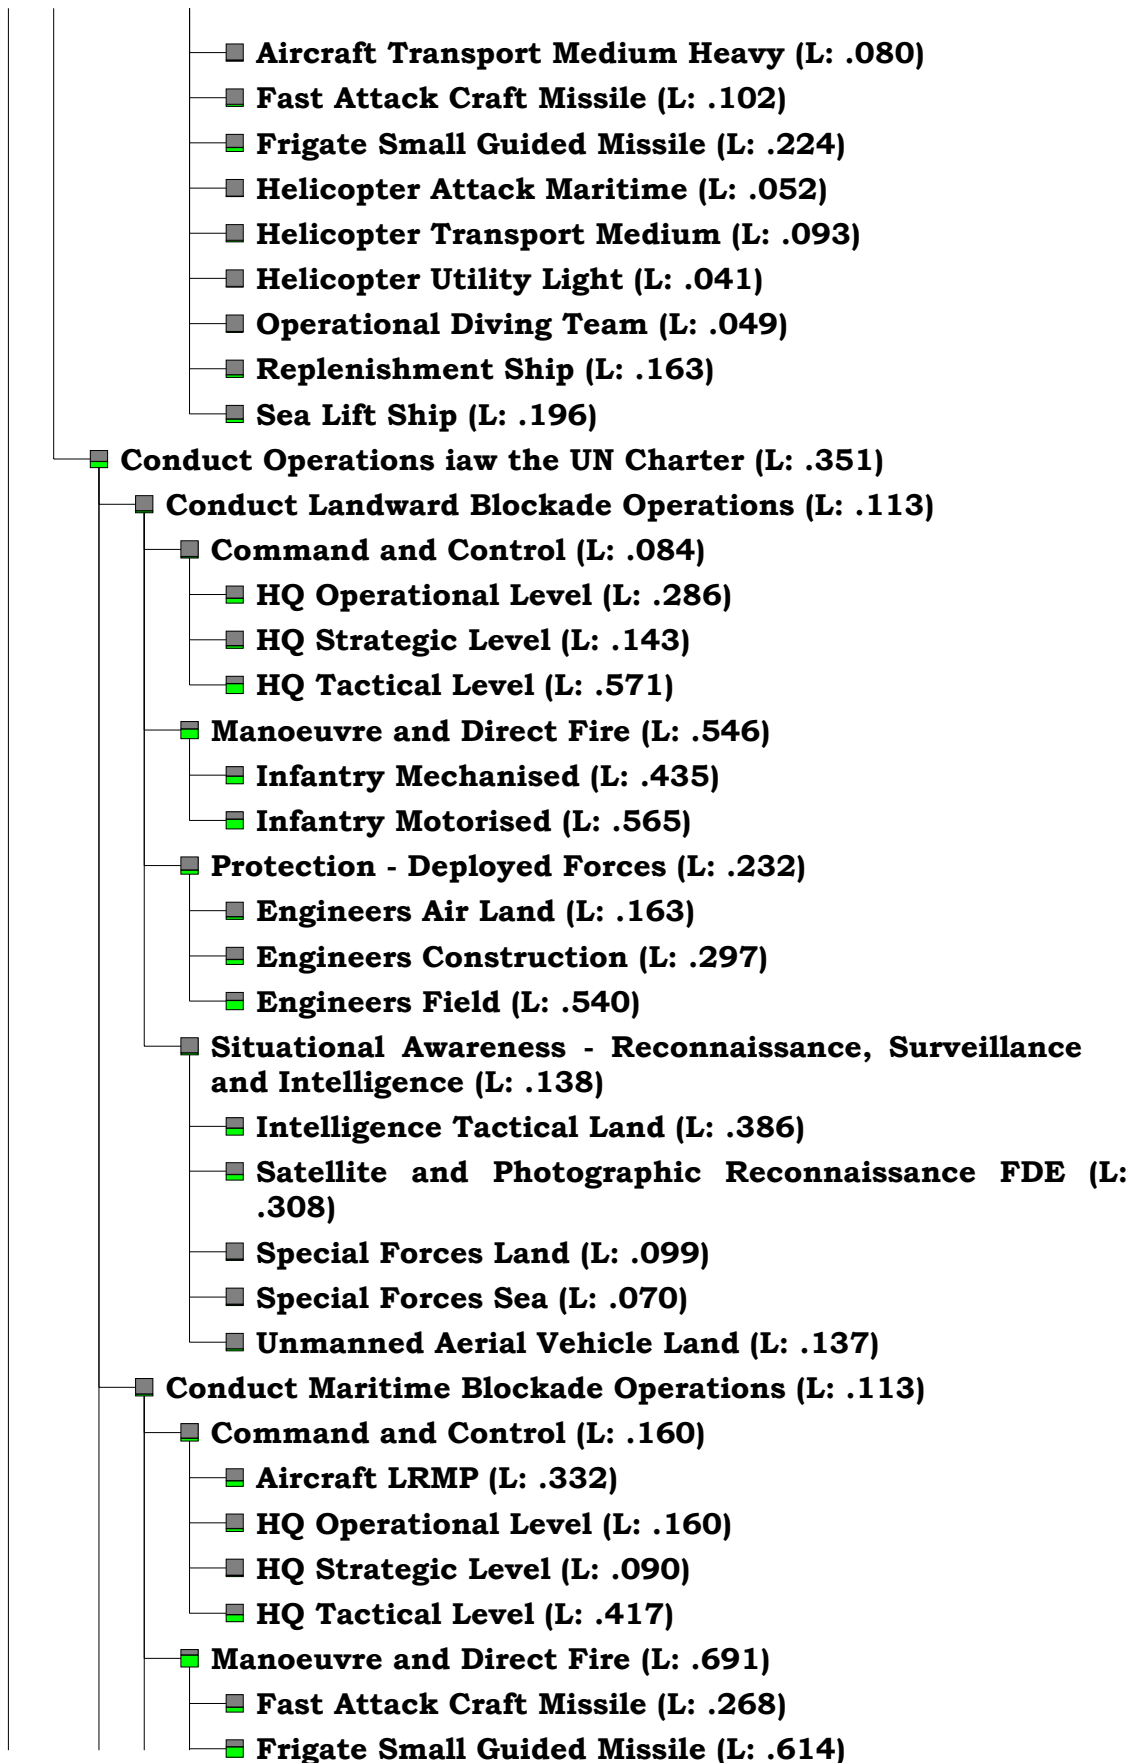 Aircraft Transport Medium Heavy (L: .080)
Fast Attack Craft Missile (L: .102)
Frigate Small Guided Missile (L: .224)
Helicopter Attack Maritime (L: .052)
Helicopter Transport Medium (L: .093)
Helicopter Utility Light (L: .041)
Operational Diving Team (L: .049)
Replenishment Ship (L: .163)
Sea Lift Ship (L: .196)
Conduct Operations iaw the UN Charter (L: .351)
Conduct Landward Blockade Operations (L: .113)
Command and Control (L: .084)
HQ Operational Level (L: .286)
HQ Strategic Level (L: .143)
HQ Tactical Level (L: .571)
Manoeuvre and Direct Fire (L: .546)
Infantry Mechanised (L: .435)
Infantry Motorised (L: .565)
Protection - Deployed Forces (L: .232)
Engineers Air Land (L: .163)
Engineers Construction (L: .297)
Engineers Field (L: .540)
Situational Awareness - Reconnaissance, Surveillance
and Intelligence (L: .138)
Intelligence Tactical Land (L: .386)
Satellite and Photographic Reconnaissance FDE (L:
.308)
Special Forces Land (L: .099)
Special Forces Sea (L: .070)
Unmanned Aerial Vehicle Land (L: .137)
Conduct Maritime Blockade Operations (L: .113)
Command and Control (L: .160)
Aircraft LRMP (L: .332)
HQ Operational Level (L: .160)
HQ Strategic Level (L: .090)
HQ Tactical Level (L: .417)
Manoeuvre and Direct Fire (L: .691)
Fast Attack Craft Missile (L: .268)
Frigate Small Guided Missile (L: .614)